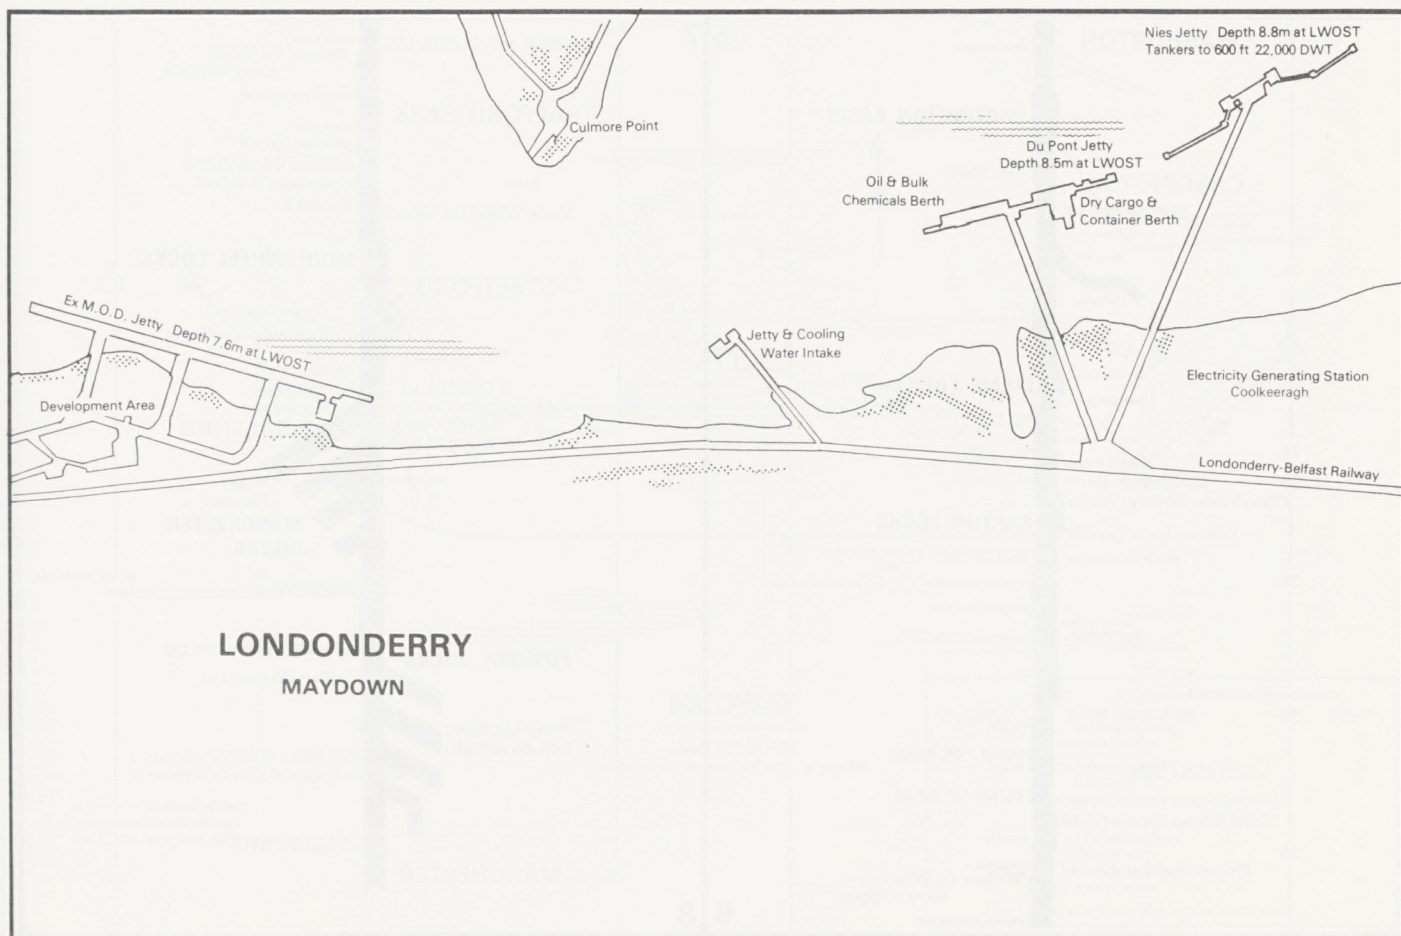 Nies Jetty Depth 8.8m at LWOST
Tankers to 600 ft 22,000 DWT
Culmore Point
Du Pont Jetty
Depth 8.5m at LWOST
Oil & Bulk
Chemicals Berth
Dry Cargo &
Container Berth
Ex M.O.D. Jetty Depth 7.6m at LWOST
Jetty & Cooling
Water Intake
Electricity Generating Station
Coolkeeragh
Development Area
Londonderry-Belfast Railway
LONDONDERRY
MAYDOWN